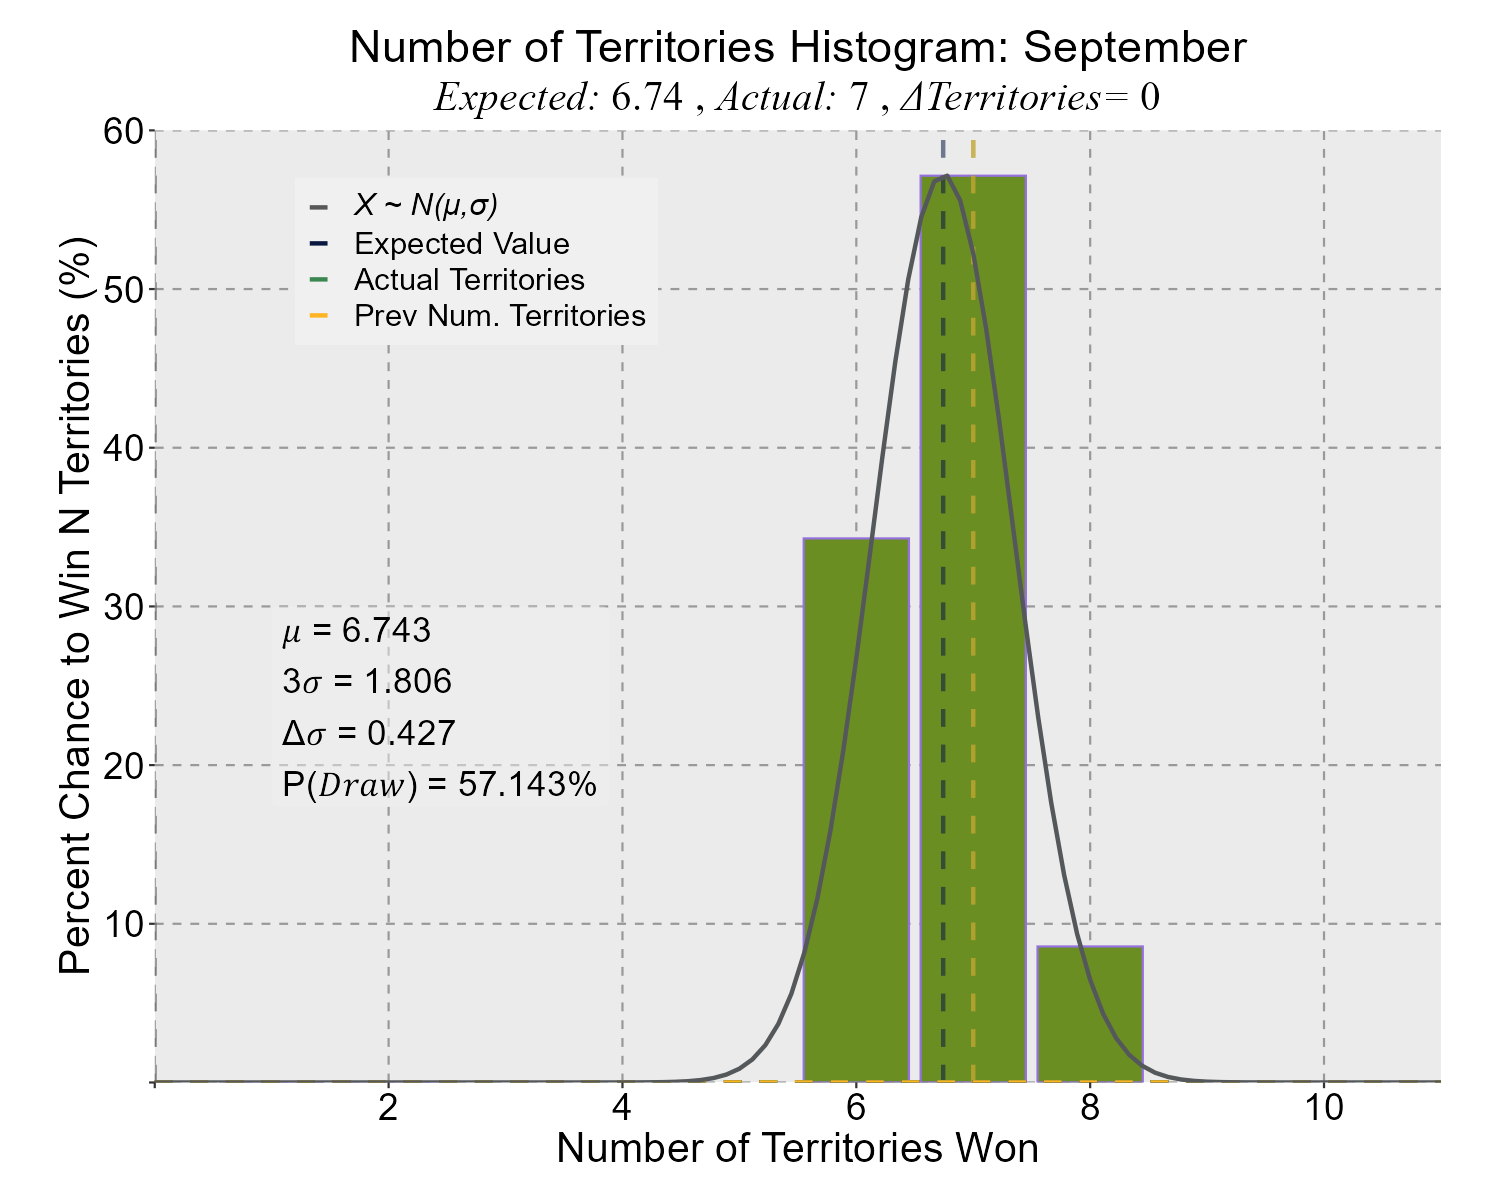 Number of Territories Histogram: September
Expected: 6.74 , Actual: 7 , ΔTerritories= 0
60
50
40
30
20
10
Percent Chance to Win N Territories (%)
X ~ N(μ,σ)
Expected Value
Actual Territories
Prev Num. Territories
μ = 6.743
3σ = 1.806
Δσ = 0.427
P(Draw) = 57.143%
2 4 6 8 10
Number of Territories Won